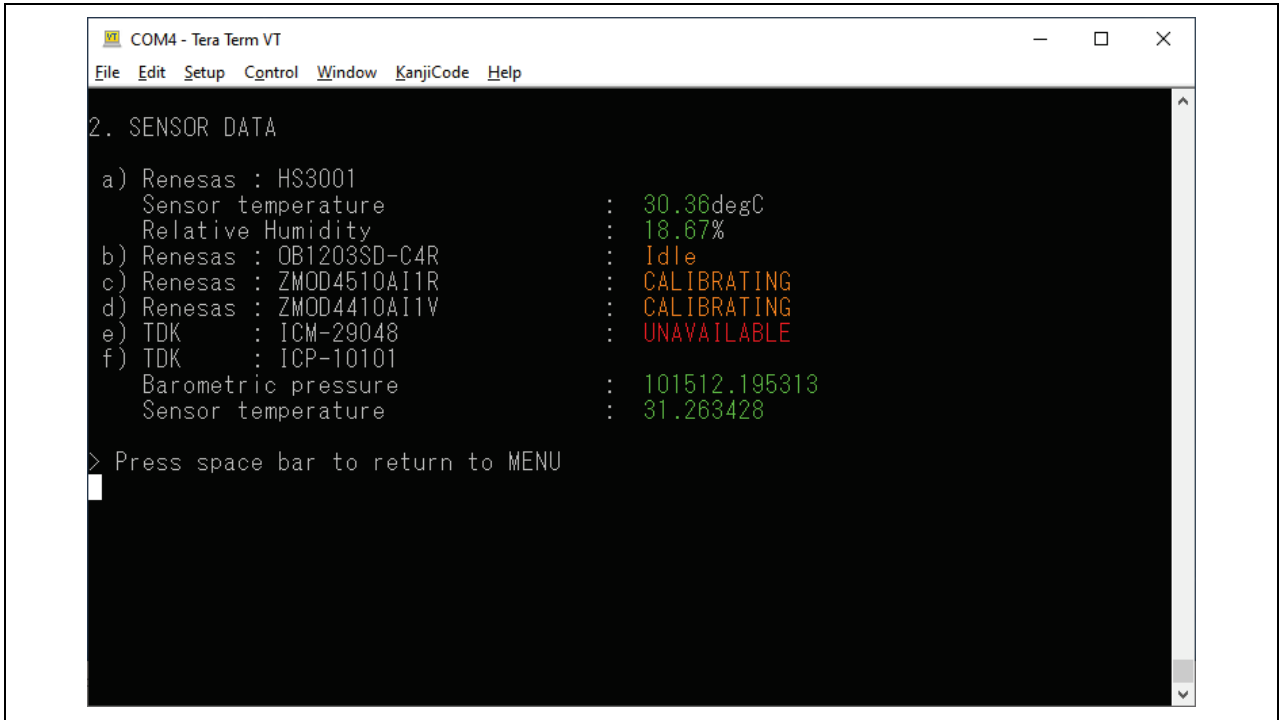 COM4 - Tera Term VT
File Edit Setup Control Window KanjiCode Help
2. SENSOR DATA
a) Renesas : HS3001
Sensor temperature : 30.36degC
Relative Humidity : 18.67%
b) Renesas : OB1203SD-C4R : Idle
c) Renesas : ZMOD4510AI1R : CALIBRATING
d) Renesas : ZMOD4410AI1V : CALIBRATING
e) TDK : ICM-29048 : UNAVAILABLE
f) TDK : ICP-10101
Barometric pressure : 101512.195313
Sensor temperature : 31.263428
> Press space bar to return to MENU